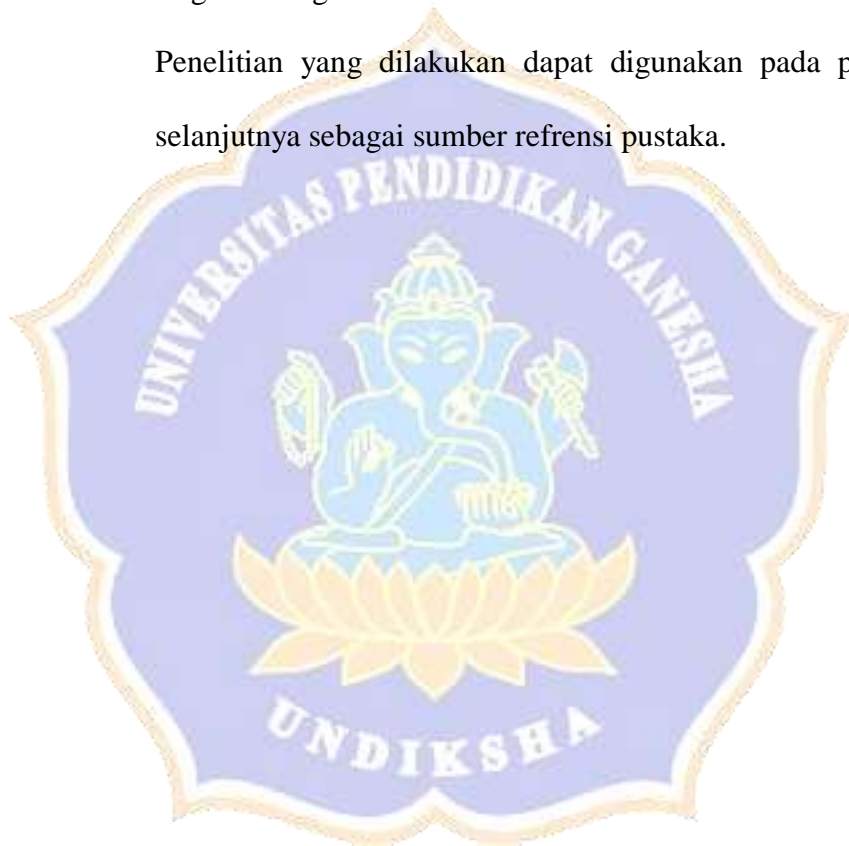 Penelitian yang dilakukan dapat digunakan pada p
selanjutnya sebagai sumber refrensi pustaka.
UNIVERSITAS PENDIDIKAN GANESHA
UNDIKSHA